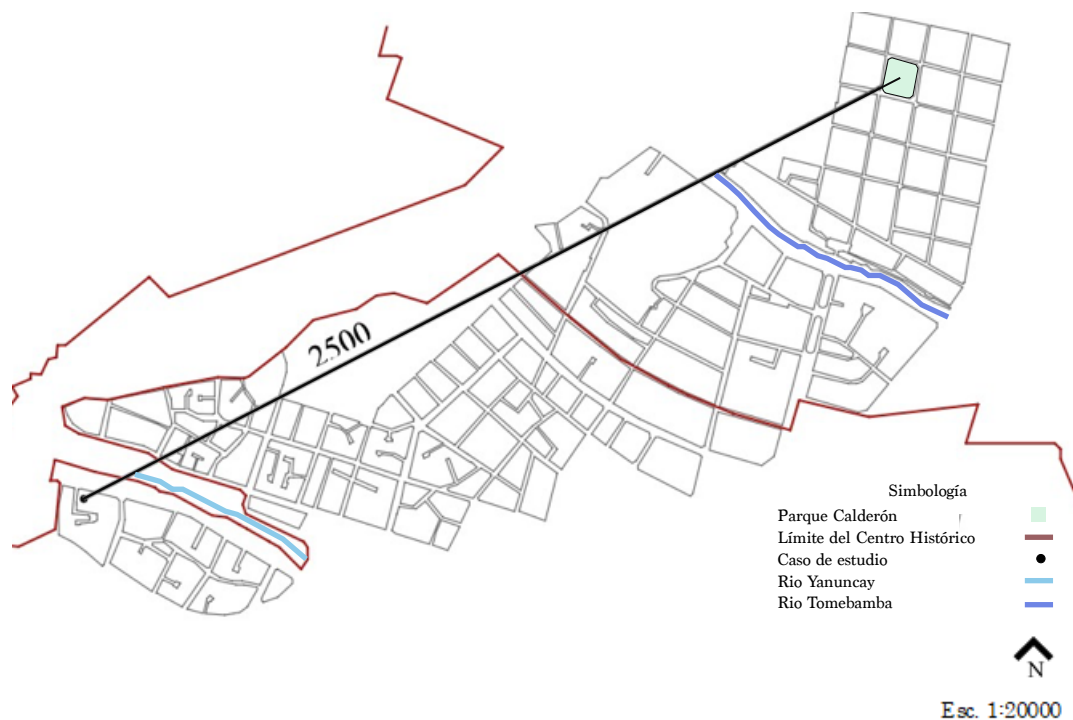 2500
Simbología
Parque Calderón
Límite del Centro Histórico
Caso de estudio
Rio Yanuncay
Rio Tomebamba
N
Esc. 1:20000